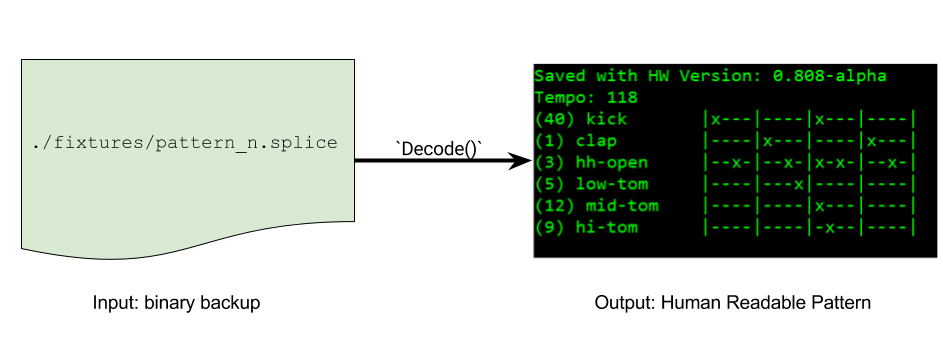 ./fixtures/pattern_n.splice
`Decode()`
Saved with HW Version: 0.808-alpha
Tempo: 118
(40) kick |x---|----|x---|----|
(1) clap |----|x---|----|x---|
(3) hh-open |--x-|--x-|x-x-|--x-|
(5) low-tom |----|---x|----|----|
(12) mid-tom |----|----|x---|----|
(9) hi-tom |----|----|-x--|----|
Input: binary backup
Output: Human Readable Pattern